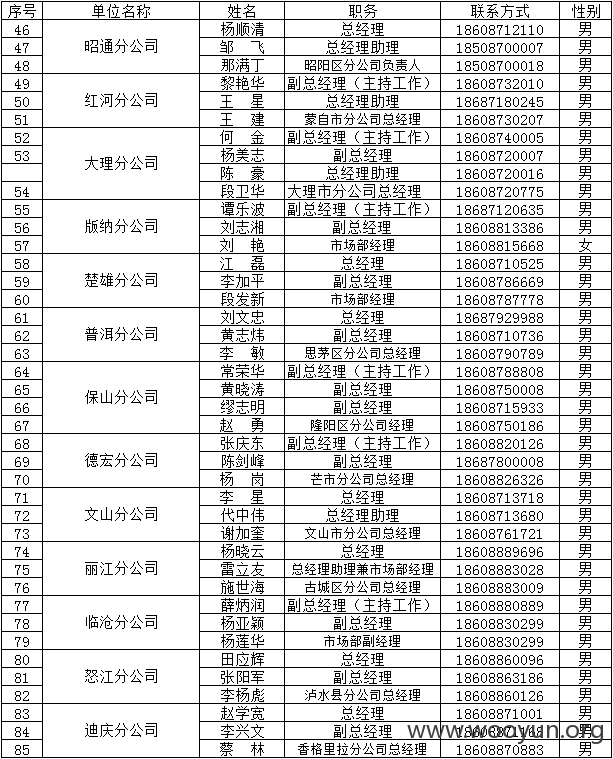 序号 单位名称 姓名 职务 联系方式 性别
46 昭通分公司 杨顺清 总经理 18608712110 男
47 邹 飞 总经理助理 18508700007 男
48 那满丁 昭阳区分公司负责人 18508700018 男
49 红河分公司 黎艳华 副总经理（主持工作） 18608732010 男
50 王 星 总经理助理 18687180245 男
51 王 建 蒙自市分公司总经理 18608730207 男
52 大理分公司 何 金 副总经理（主持工作） 18608740005 男
53 杨美志 副总经理 18608720007 男
陈 豪 总经理助理 18608720016 男
54 段卫华 大理市分公司总经理 18608720775 男
55 版纳分公司 谭乐波 副总经理（主持工作） 18687120635 男
56 刘志湘 副总经理 18608813386 男
57 刘 艳 市场部经理 18608815668 女
58 楚雄分公司 江 磊 总经理 18608710525 男
59 李加平 副总经理 18608786669 男
60 段发新 市场部经理 18608787778 男
61 普洱分公司 刘文忠 总经理 18687929988 男
62 黄志炜 副总经理 18608710736 男
63 李 敏 思茅区分公司总经理 18608790789 男
64 保山分公司 常荣华 副总经理（主持工作） 18608788808 男
65 黄晓涛 副总经理 18608750008 男
66 缪志明 副总经理 18608715933 男
67 赵 勇 隆阳区分公司经理 18608750186 男
68 德宏分公司 张庆东 副总经理（主持工作） 18608820126 男
69 陈剑峰 副总经理 18687800008 男
70 杨 岗 芒市分公司总经理 18608826326 男
71 文山分公司 李 星 总经理 18608713718 男
72 代中伟 总经理助理 18608713680 男
73 谢加奎 文山市分公司总经理 18608761721 男
74 丽江分公司 杨晓云 总经理 18608889696 男
75 雷立友 总经理助理兼市场部经理 18608883028 男
76 施世海 古城区分公司总经理 18608883009 男
77 临沧分公司 薛炳润 副总经理（主持工作） 18608880889 男
78 杨亚颖 副总经理 18608830299 男
79 杨莲华 市场部副经理 18608830299 男
80 怒江分公司 田应辉 总经理 18608860096 男
81 张阳军 副总经理 18608863186 男
82 李杨彪 泸水县分公司总经理 18608860126 男
83 迪庆分公司 赵学宽 总经理 18608871001 男
84 李兴文 副总经理 男
85 蔡 林 香格里拉分公司总经理 18608870883 男
www.wooyun.org